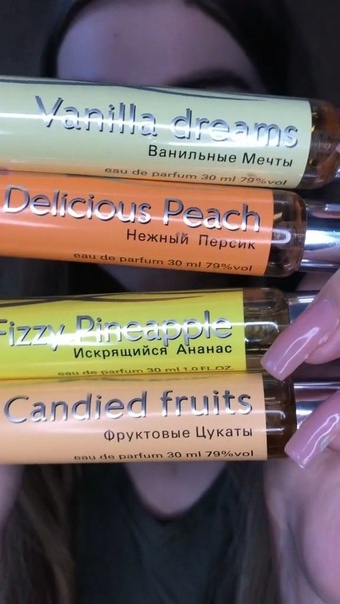 Vanilla dreams
Ванильные Мечты
eau de parfum 30 ml 79%vol
Delicious Peach
Нежный Персик
eau de parfum 30 ml 79%vol
Fizzy Pineapple
Искрящийся Ананас
eau de parfum 30 ml 1.0 FL.OZ.
Candied fruits
Фруктовые Цукаты
eau de parfum 30 ml 79%vol